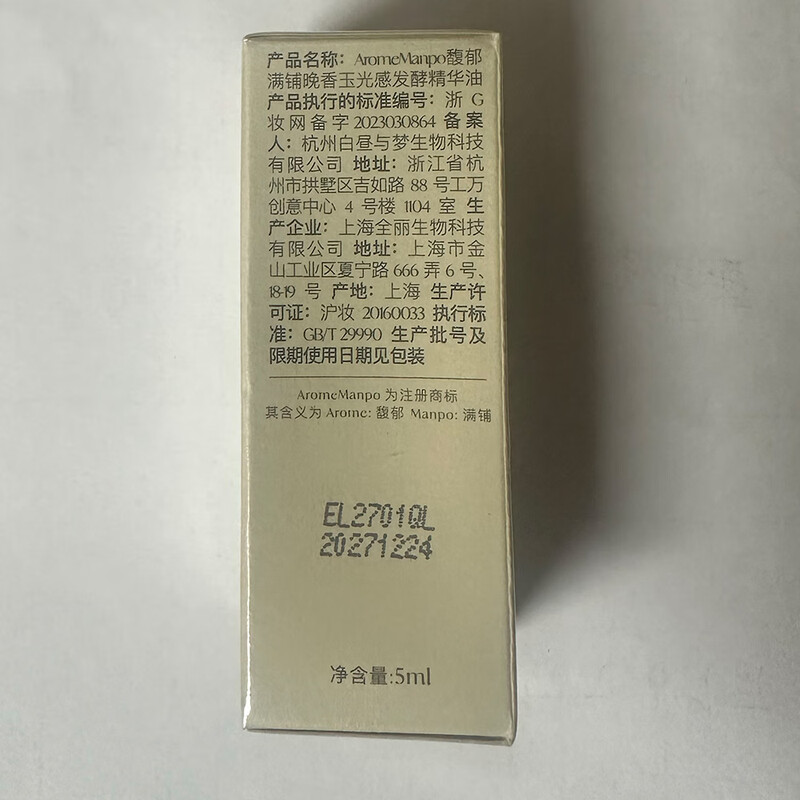 产品名称：AromeManpo馥郁
满铺晚香玉光感发酵精华油
产品执行的标准编号：浙 G
妆网备字 2023030864 备案
人：杭州白昼与梦生物科技
有限公司 地址：浙江省杭
州市拱墅区吉如路 88 号工万
创意中心 4 号楼 1104 室 生
产企业：上海全丽生物科技
有限公司 地址：上海市金
山工业区夏宁路 666 弄 6 号、
18-19 号 产地：上海 生产许
可证：沪妆 20160033 执行标
准：GB/T 29990 生产批号及
限期使用日期见包装
AromeManpo 为注册商标
其含义为 Arome: 馥郁 Manpo: 满铺
EL2701QL
20271224
净含量:5ml